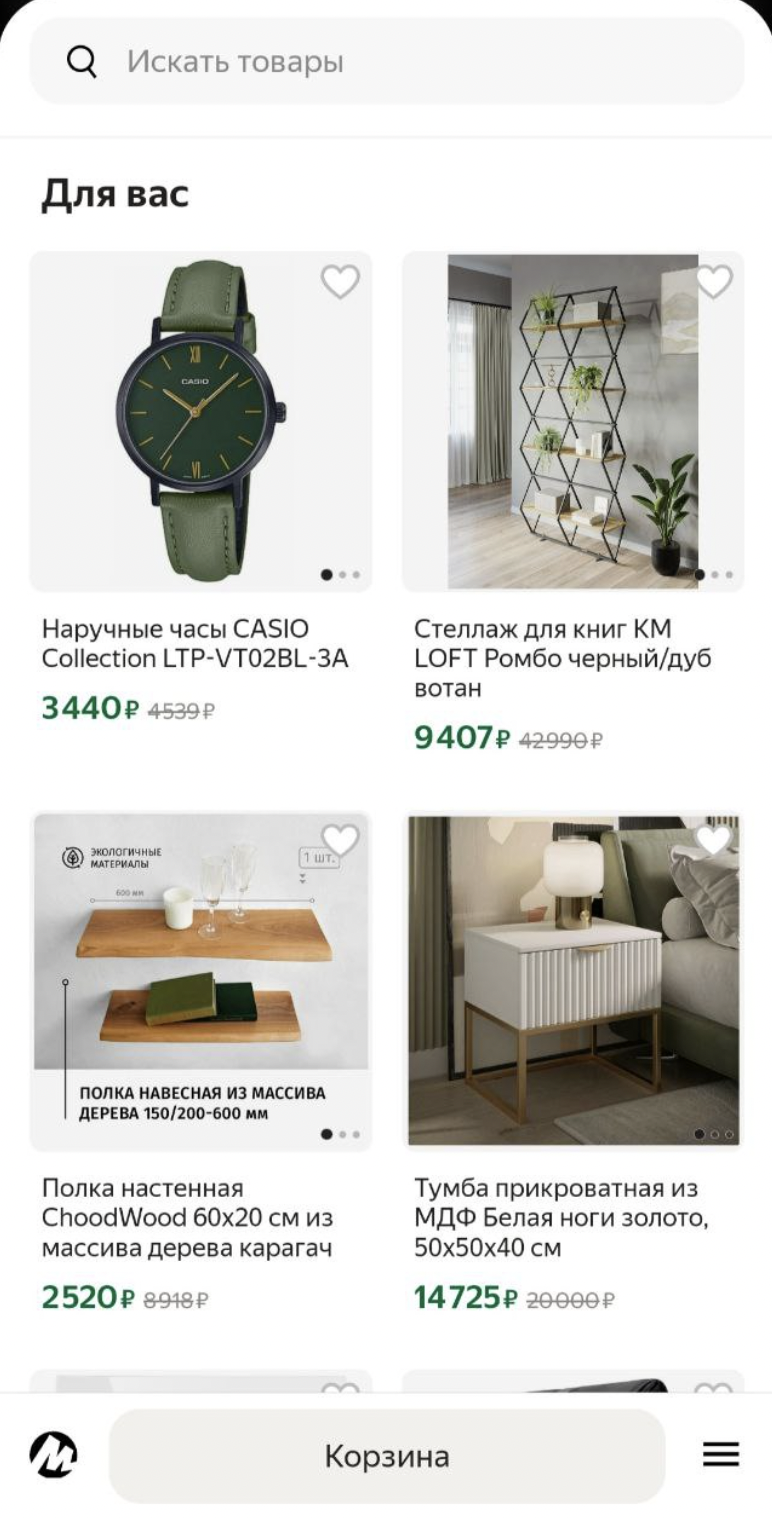 Искать товары
Для вас
CASIO
Наручные часы CASIO
Collection LTP-VT02BL-3A
3440₽ 4539₽
Стеллаж для книг КМ
LOFT Ромбо черный/дуб
вотан
9407₽ 42990₽
ЭКОЛОГИЧНЫЕ
МАТЕРИАЛЫ
1 шт.
600 мм
ПОЛКА НАВЕСНАЯ ИЗ МАССИВА
ДЕРЕВА 150/200-600 мм
Полка настенная
ChoodWood 60x20 см из
массива дерева карагач
2520₽ 8918₽
Тумба прикроватная из
МДФ Белая ноги золото,
50x50x40 см
14725₽ 20000₽
Корзина